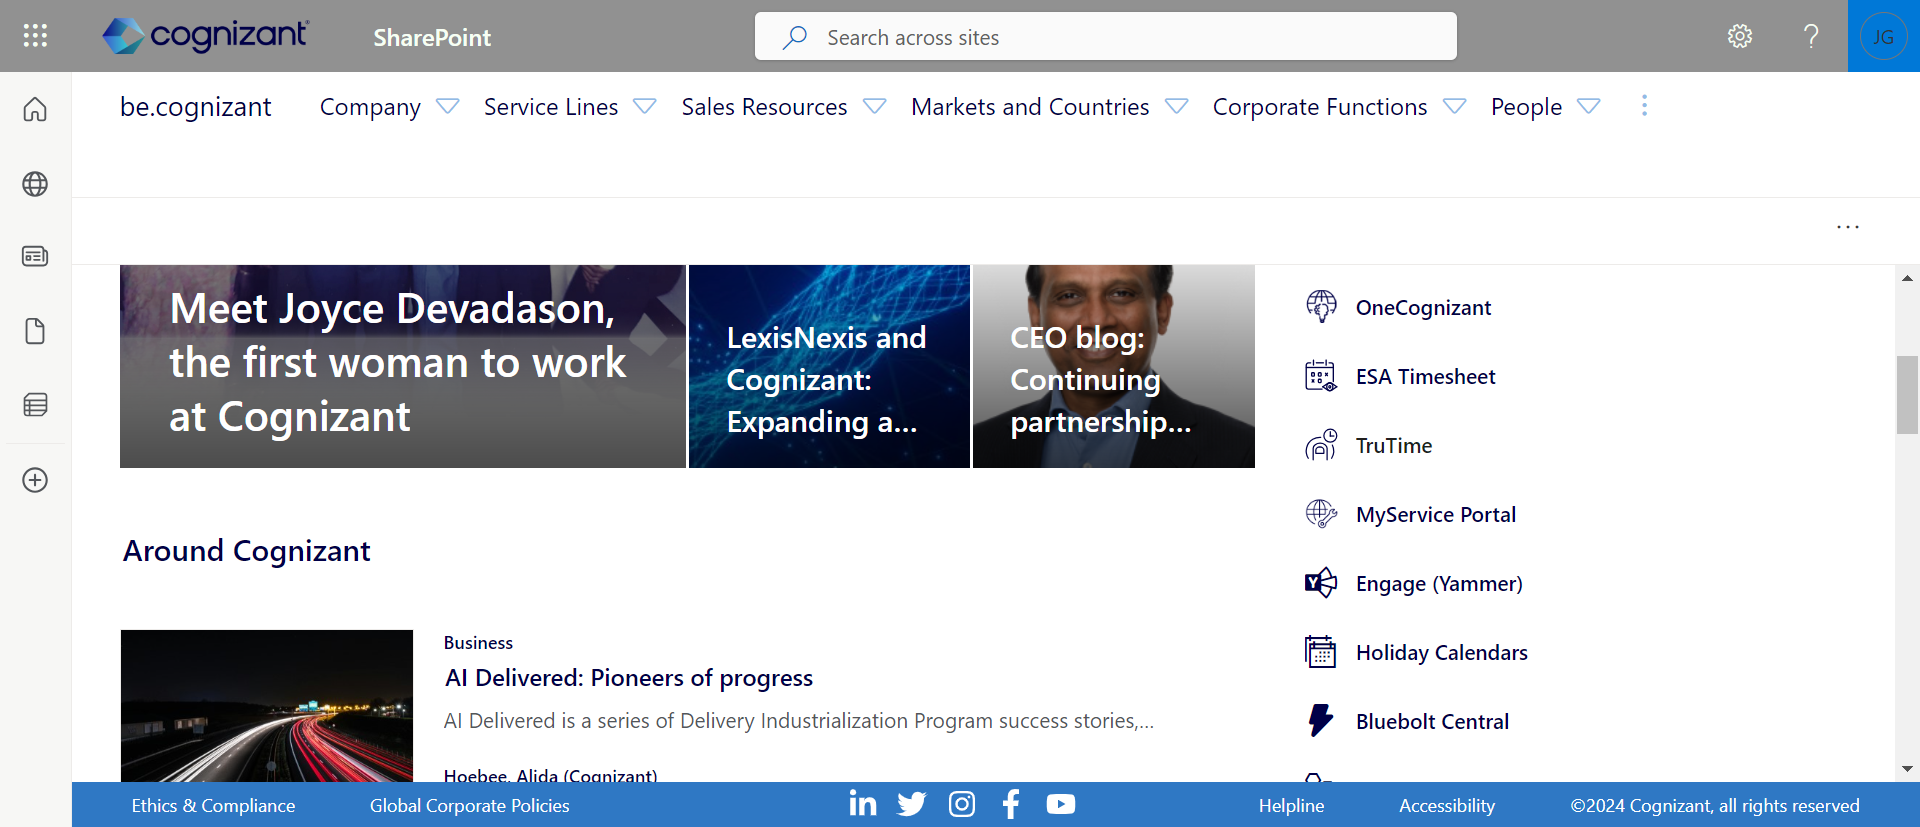 cognizant
SharePoint
Search across sites
JG
be.cognizant
Company
Service Lines
Sales Resources
Markets and Countries
Corporate Functions
People
Meet Joyce Devadason,
the first woman to work
at Cognizant
LexisNexis and
Cognizant:
Expanding a...
CEO blog:
Continuing
partnership...
OneCognizant
ESA Timesheet
TruTime
MyService Portal
Engage (Yammer)
Holiday Calendars
Bluebolt Central
Around Cognizant
Business
AI Delivered: Pioneers of progress
AI Delivered is a series of Delivery Industrialization Program success stories,...
Hoebee, Alida (Cognizant)
Ethics & Compliance
Global Corporate Policies
Helpline
Accessibility
©2024 Cognizant, all rights reserved